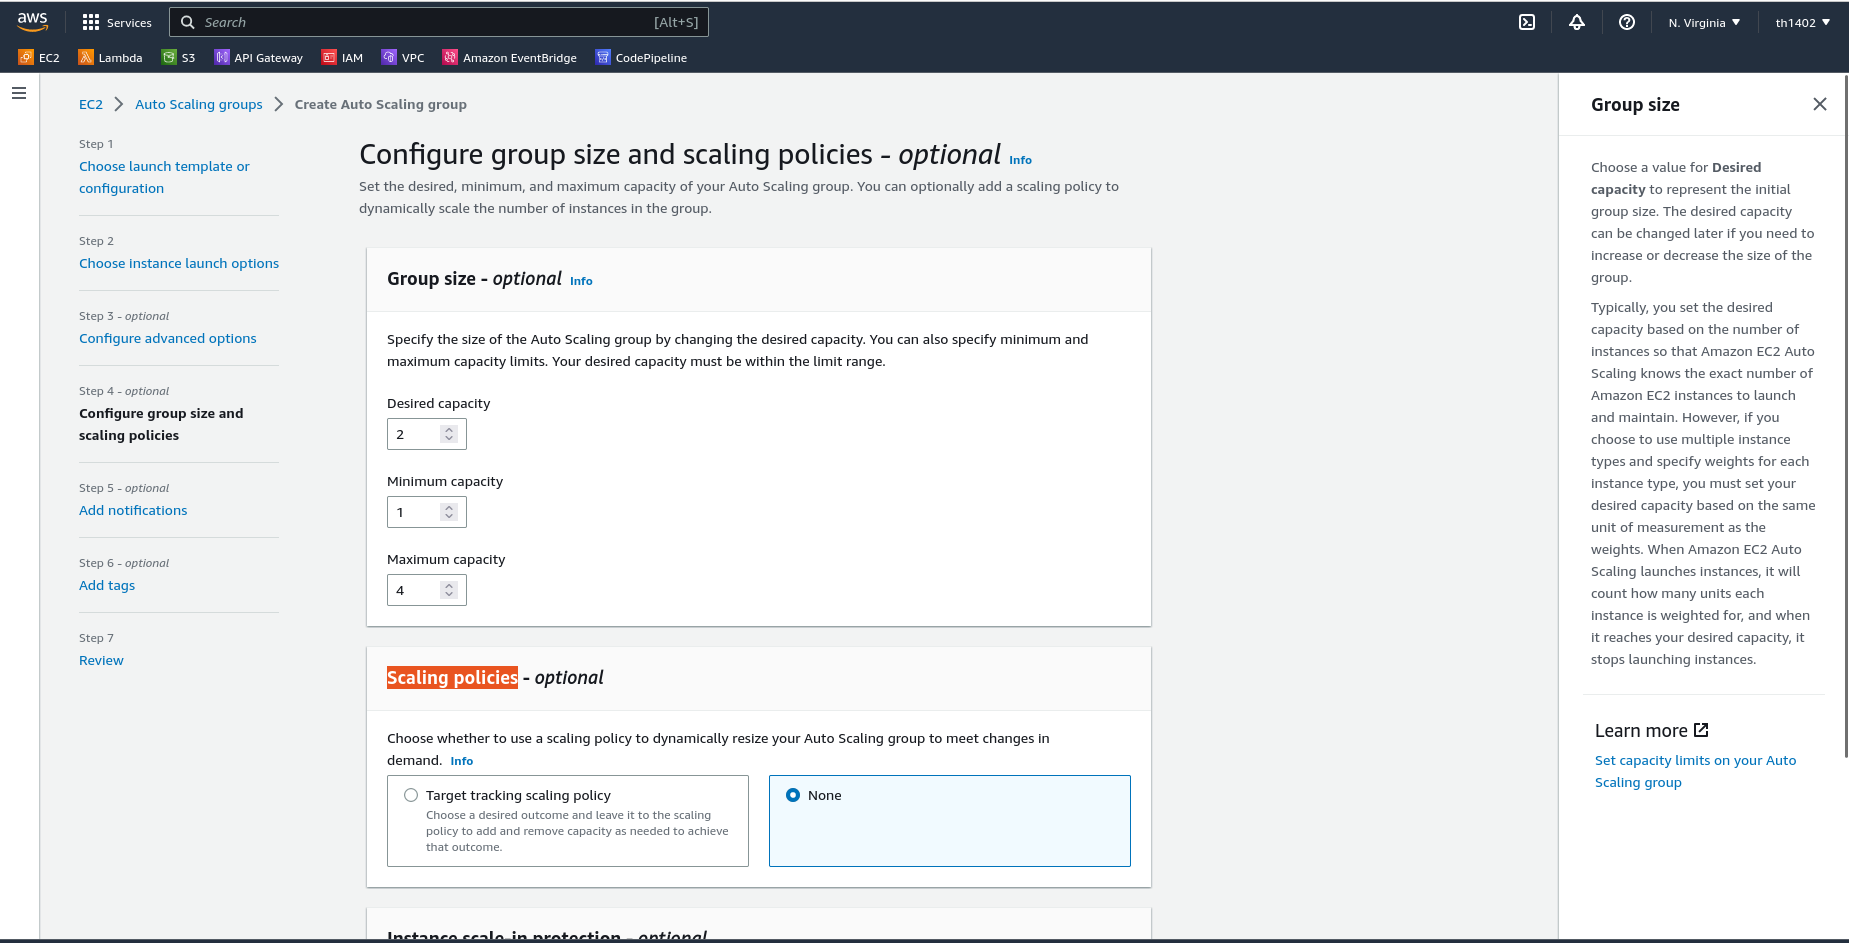 aws
Services
Search
[Alt+S]
N. Virginia
th1402
EC2
Lambda
S3
API Gateway
IAM
VPC
Amazon EventBridge
CodePipeline
EC2
Auto Scaling groups
Create Auto Scaling group
Step 1
Choose launch template or
configuration
Step 2
Choose instance launch options
Step 3 - optional
Configure advanced options
Step 4 - optional
Configure group size and
scaling policies
Step 5 - optional
Add notifications
Step 6 - optional
Add tags
Step 7
Review
Configure group size and scaling policies - optional Info
Set the desired, minimum, and maximum capacity of your Auto Scaling group. You can optionally add a scaling policy to
dynamically scale the number of instances in the group.
Group size - optional Info
Specify the size of the Auto Scaling group by changing the desired capacity. You can also specify minimum and
maximum capacity limits. Your desired capacity must be within the limit range.
Desired capacity
2
Minimum capacity
1
Maximum capacity
4
Scaling policies - optional
Choose whether to use a scaling policy to dynamically resize your Auto Scaling group to meet changes in
demand. Info
Target tracking scaling policy
Choose a desired outcome and leave it to the scaling
policy to add and remove capacity as needed to achieve
that outcome.
None
Instance scale-in protection - optional
Group size
Choose a value for Desired
capacity to represent the initial
group size. The desired capacity
can be changed later if you need to
increase or decrease the size of the
group.
Typically, you set the desired
capacity based on the number of
instances so that Amazon EC2 Auto
Scaling knows the exact number of
Amazon EC2 instances to launch
and maintain. However, if you
choose to use multiple instance
types and specify weights for each
instance type, you must set your
desired capacity based on the same
unit of measurement as the
weights. When Amazon EC2 Auto
Scaling launches instances, it will
count how many units each
instance is weighted for, and when
it reaches your desired capacity, it
stops launching instances.
Learn more
Set capacity limits on your Auto
Scaling group